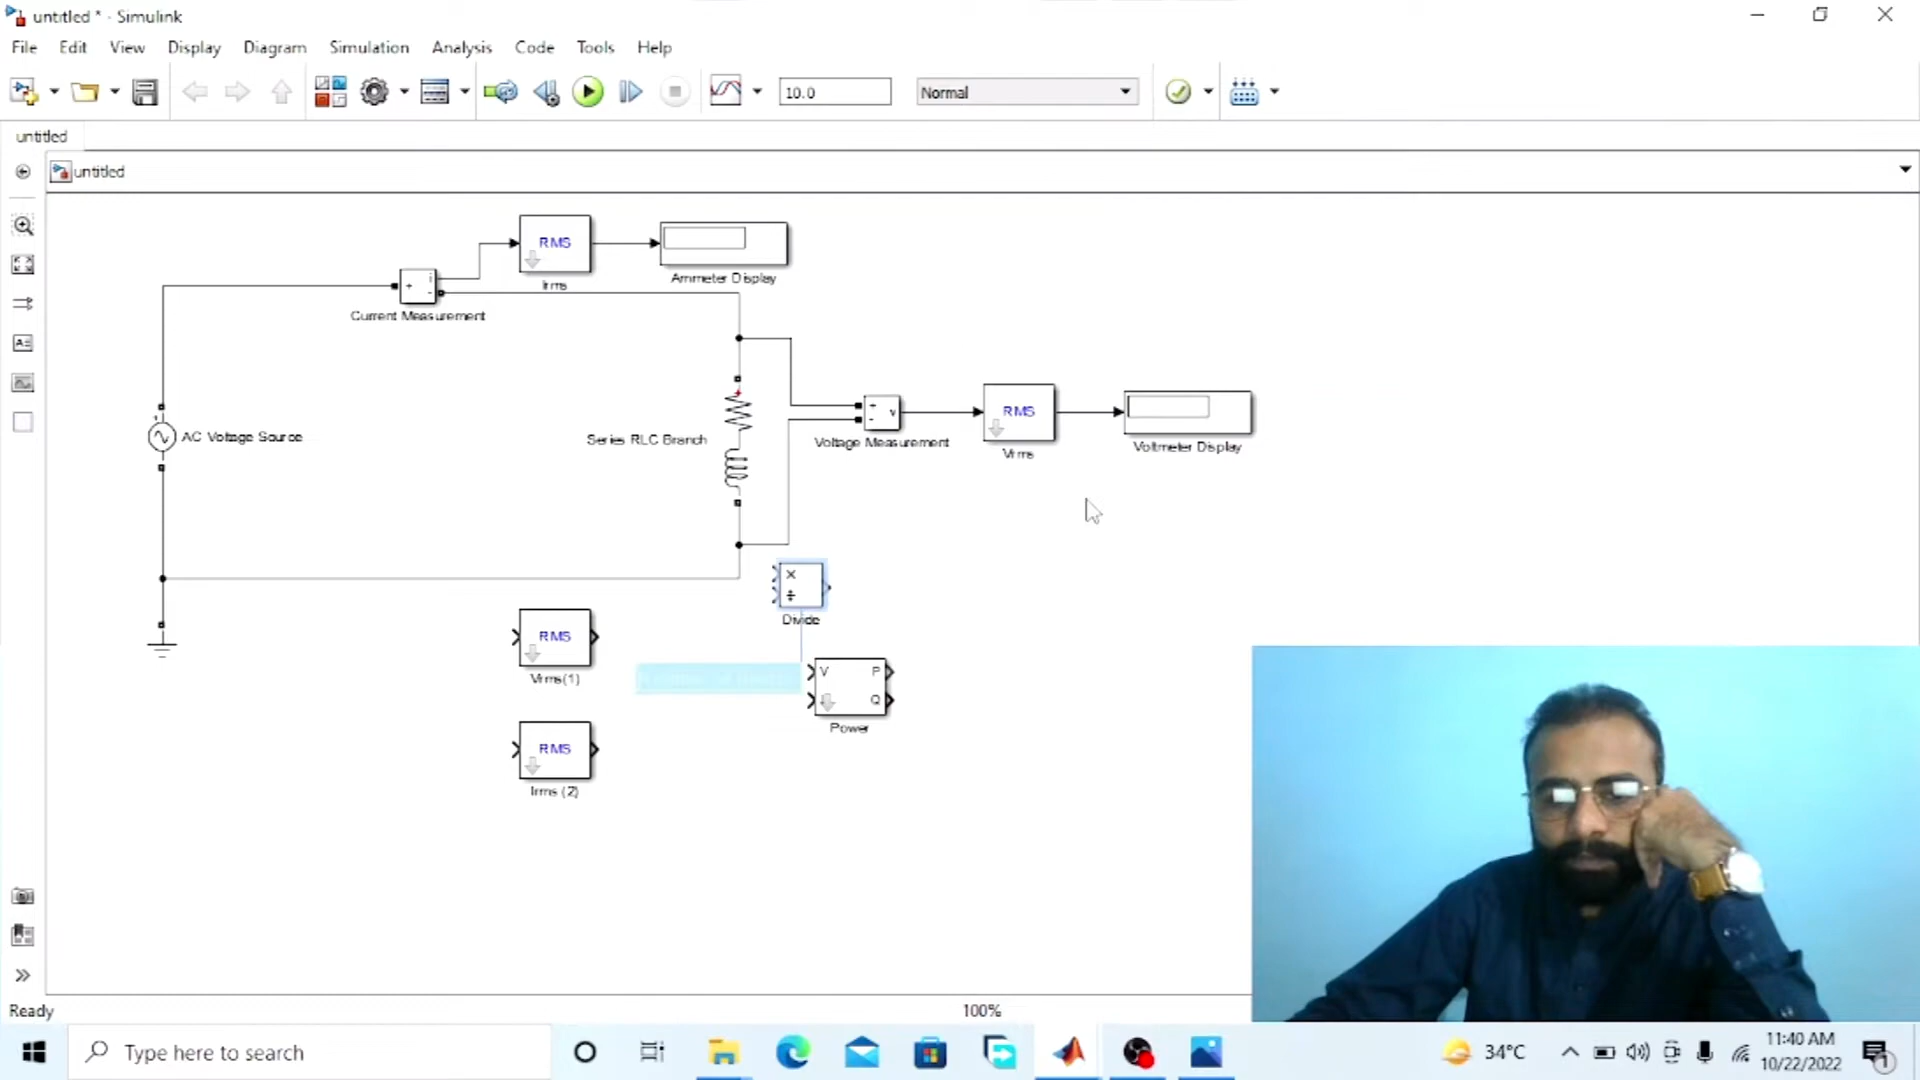 untitled * - Simulink
File Edit View Display Diagram Simulation Analysis Code Tools Help
10.0 Normal
untitled
untitled
RMS
Irms
Ammeter Display
i
+
-
Current Measurement
AC Voltage Source
Series RLC Branch
+
-
v
Voltage Measurement
RMS
Vrms
Voltmeter Display
×
÷
Divide
RMS
Vrms(1)
V P
Q
Power
RMS
Irms (2)
Ready 100%
Type here to search
34°C
11:40 AM
10/22/2022
1